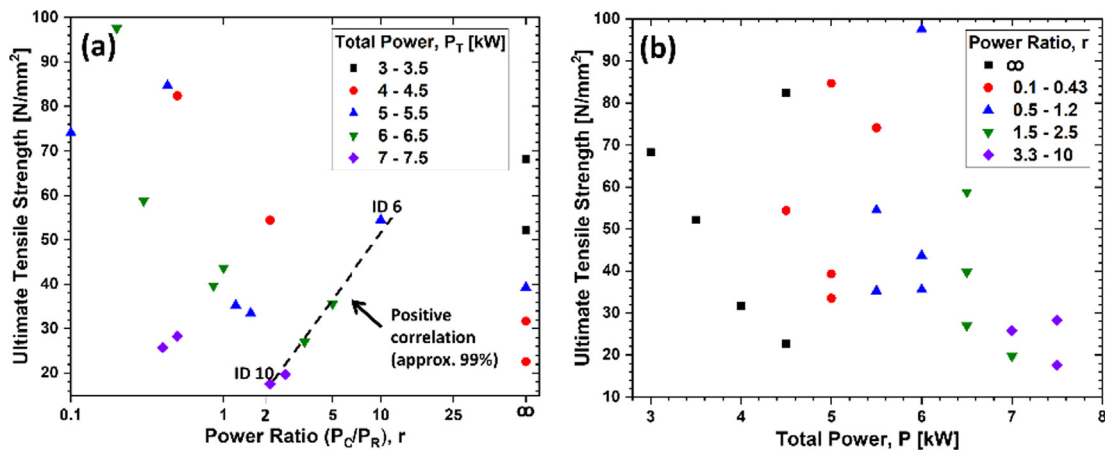 (a)
Total Power, P_T [kW]
3 - 3.5
4 - 4.5
5 - 5.5
6 - 6.5
7 - 7.5
Ultimate Tensile Strength [N/mm²]
100
90
80
70
60
50
40
30
20
ID 6
Positive
correlation
(approx. 99%)
ID 10
0.1 1 2 5 10 25 ∞
Power Ratio (P_C/P_R), r
(b)
Power Ratio, r
∞
0.1 - 0.43
0.5 - 1.2
1.5 - 2.5
3.3 - 10
Ultimate Tensile Strength [N/mm²]
100
90
80
70
60
50
40
30
20
10
3 4 5 6 7 8
Total Power, P [kW]